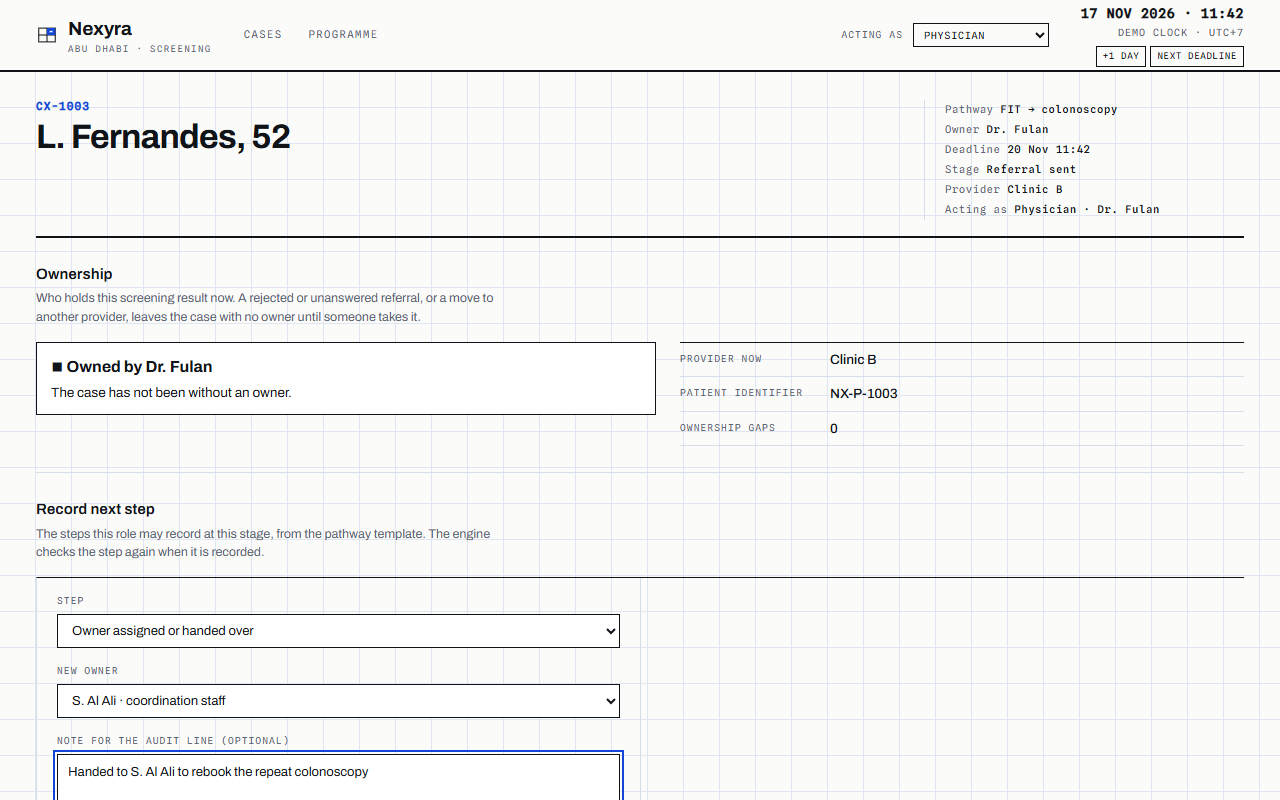 Nexyra
ABU DHABI · SCREENING
CASES
PROGRAMME
ACTING AS
PHYSICIAN
17 NOV 2026 · 11:42
DEMO CLOCK · UTC+7
+1 DAY
NEXT DEADLINE
CX-1003
L. Fernandes, 52
Pathway FIT → colonoscopy
Owner Dr. Fulan
Deadline 20 Nov 11:42
Stage Referral sent
Provider Clinic B
Acting as Physician · Dr. Fulan
Ownership
Who holds this screening result now. A rejected or unanswered referral, or a move to
another provider, leaves the case with no owner until someone takes it.
■ Owned by Dr. Fulan
The case has not been without an owner.
PROVIDER NOW Clinic B
PATIENT IDENTIFIER NX-P-1003
OWNERSHIP GAPS 0
Record next step
The steps this role may record at this stage, from the pathway template. The engine
checks the step again when it is recorded.
STEP
Owner assigned or handed over
NEW OWNER
S. Al Ali · coordination staff
NOTE FOR THE AUDIT LINE (OPTIONAL)
Handed to S. Al Ali to rebook the repeat colonoscopy